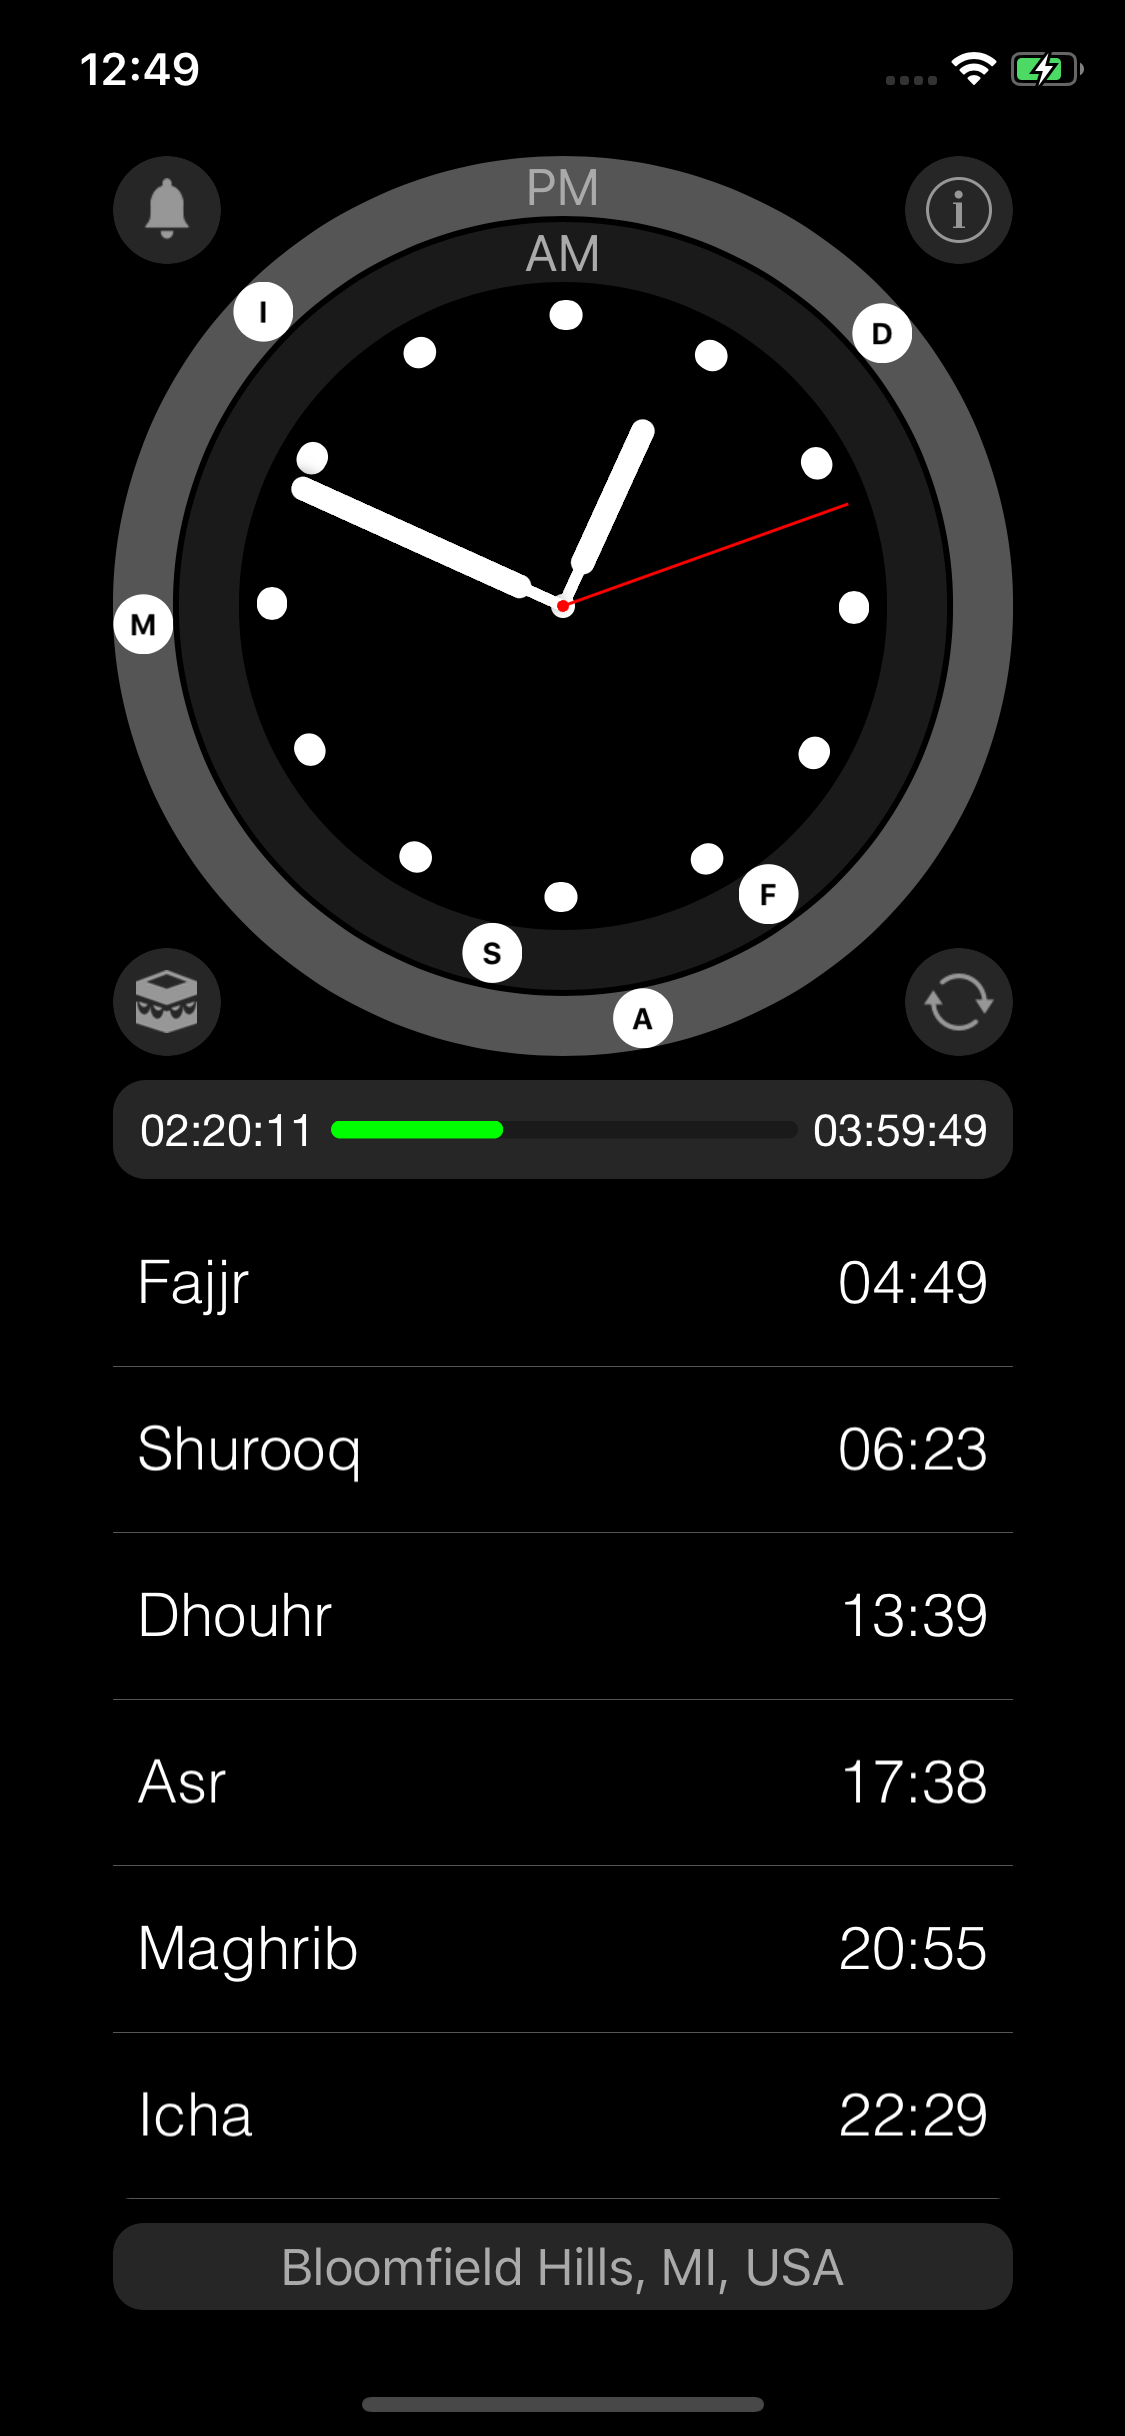 12:49
PM
AM
I
D
M
F
S
A
02:20:11 03:59:49
Fajjr 04:49
Shurooq 06:23
Dhouhr 13:39
Asr 17:38
Maghrib 20:55
Icha 22:29
Bloomfield Hills, MI, USA